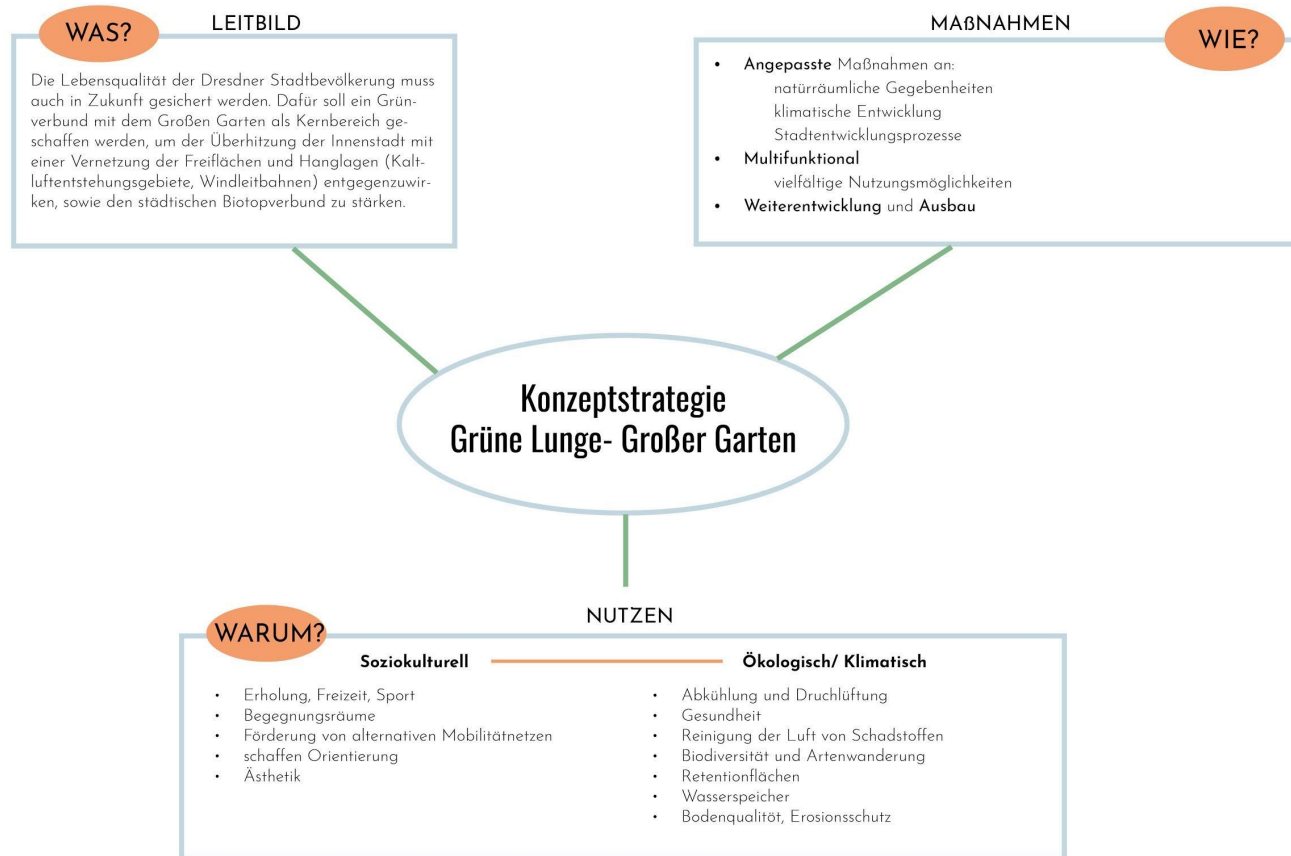 WAS?
LEITBILD
Die Lebensqualität der Dresdner Stadtbevölkerung muss
auch in Zukunft gesichert werden. Dafür soll ein Grün-
verbund mit dem Großen Garten als Kernbereich ge-
schaffen werden, um der Überhitzung der Innenstadt mit
einer Vernetzung der Freiflächen und Hanglagen (Kalt-
luftentstehungsgebiete, Windleitbahnen) entgegenzuwir-
ken, sowie den städtischen Biotopverbund zu stärken.
MAßNAHMEN
WIE?
• Angepasste Maßnahmen an:
natürräumliche Gegebenheiten
klimatische Entwicklung
Stadtentwicklungsprozesse
• Multifunktional
vielfältige Nutzungsmöglichkeiten
• Weiterentwicklung und Ausbau
Konzeptstrategie
Grüne Lunge- Großer Garten
NUTZEN
WARUM?
Soziokulturell
• Erholung, Freizeit, Sport
• Begegnungsräume
• Förderung von alternativen Mobilitätnetzen
• schaffen Orientierung
• Ästhetik
Ökologisch/ Klimatisch
• Abkühlung und Druchlüftung
• Gesundheit
• Reinigung der Luft von Schadstoffen
• Biodiversität und Artenwanderung
• Retentionflächen
• Wasserspeicher
• Bodenqualitöt, Erosionsschutz